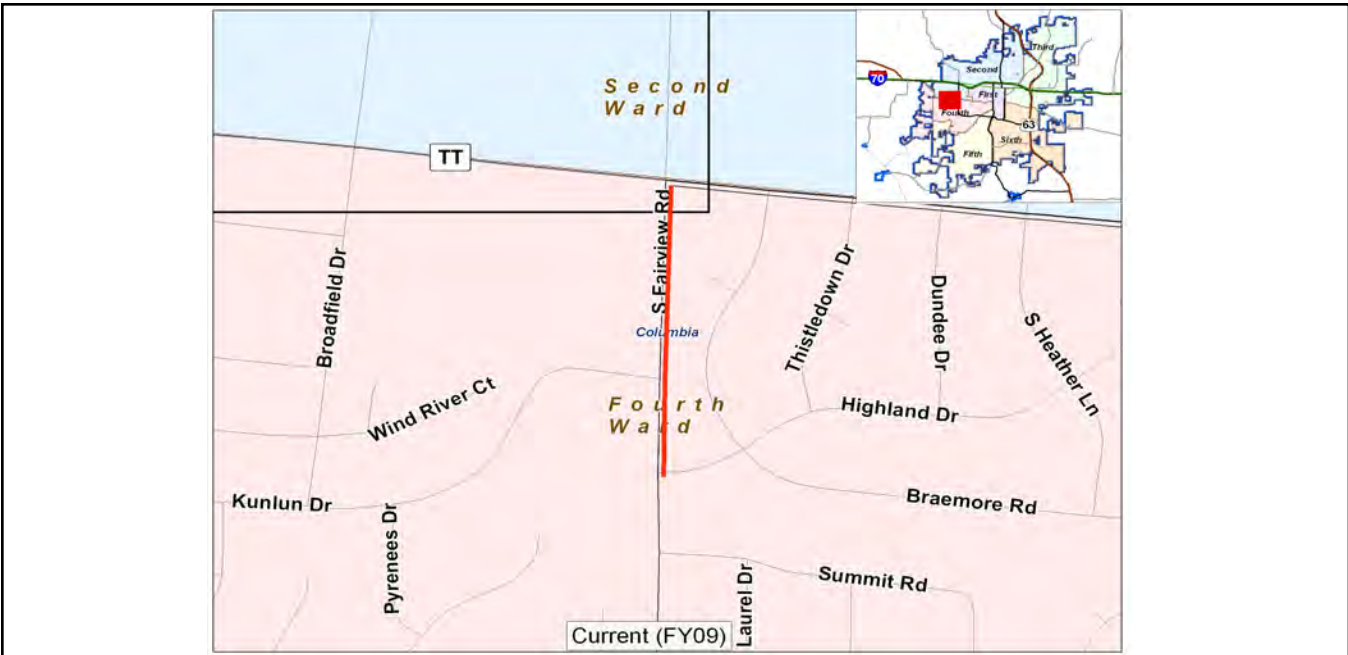 Second
Ward
TT
S Fairview Rd
Columbia
Fourth
Ward
Broadfield Dr
Wind River Ct
Kunlun Dr
Pyrenees Dr
Thistledown Dr
Dundee Dr
S Heather Ln
Highland Dr
Braemore Rd
Summit Rd
Laurel Dr
Current (FY09)
Third
Second
70
First
Fourth
63
Sixth
Fifth